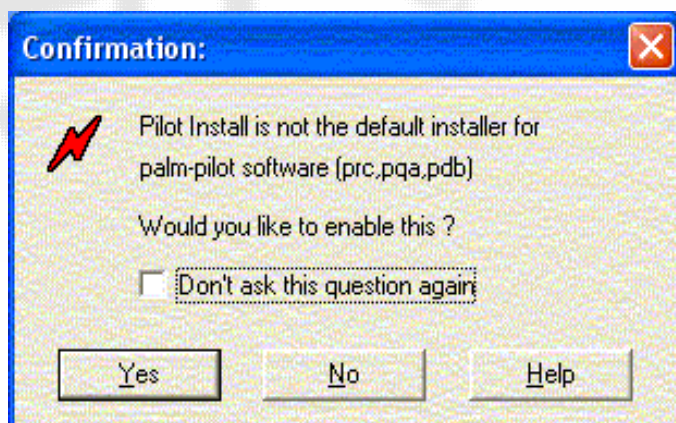 Confirmation:
Pilot Install is not the default installer for
palm-pilot software (prc,pqa,pdb)
Would you like to enable this ?
Don't ask this question again
Yes No Help